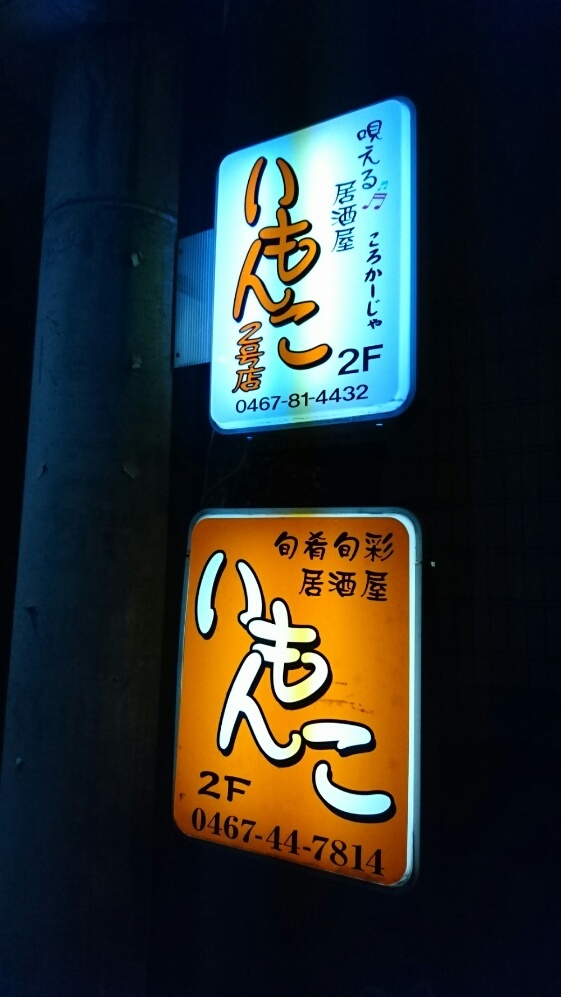 唄える♬
居酒屋
ころかーじゃ
いもんこ
2号店
2F
0467-81-4432
旬肴旬彩
居酒屋
いもんこ
2F
0467-44-7814